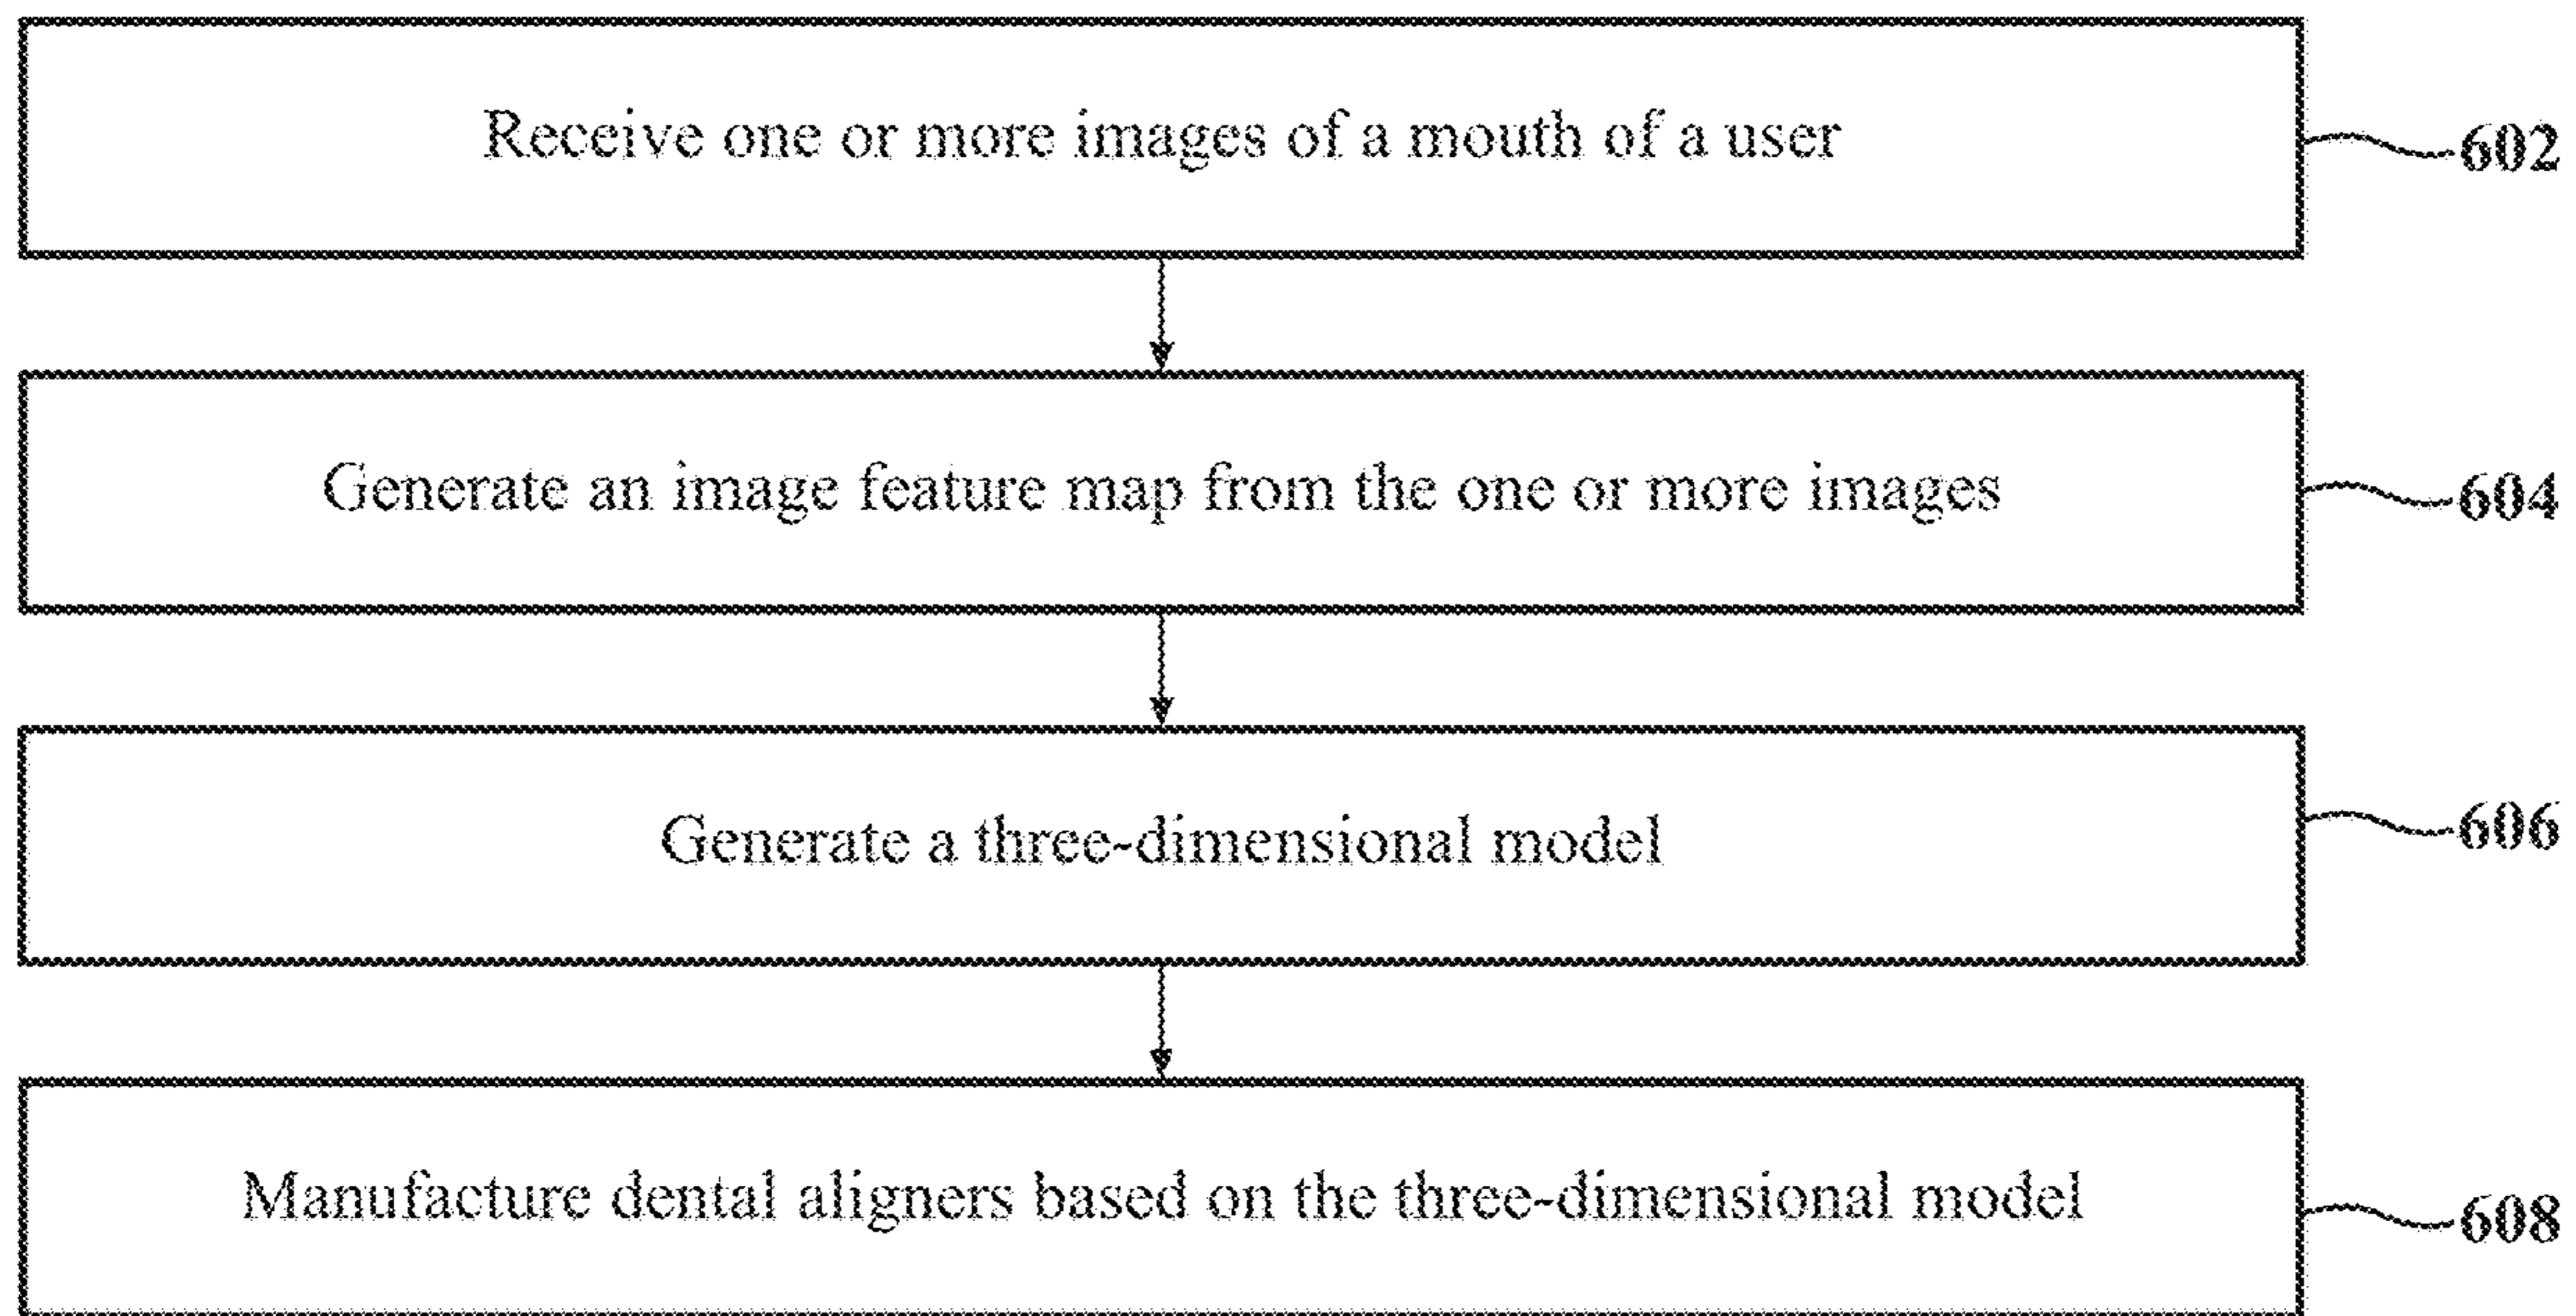 Receive one or more images of a mouth of a user
602
Generate an image feature map from the one or more images
604
Generate a three-dimensional model
606
Manufacture dental aligners based on the three-dimensional model
608